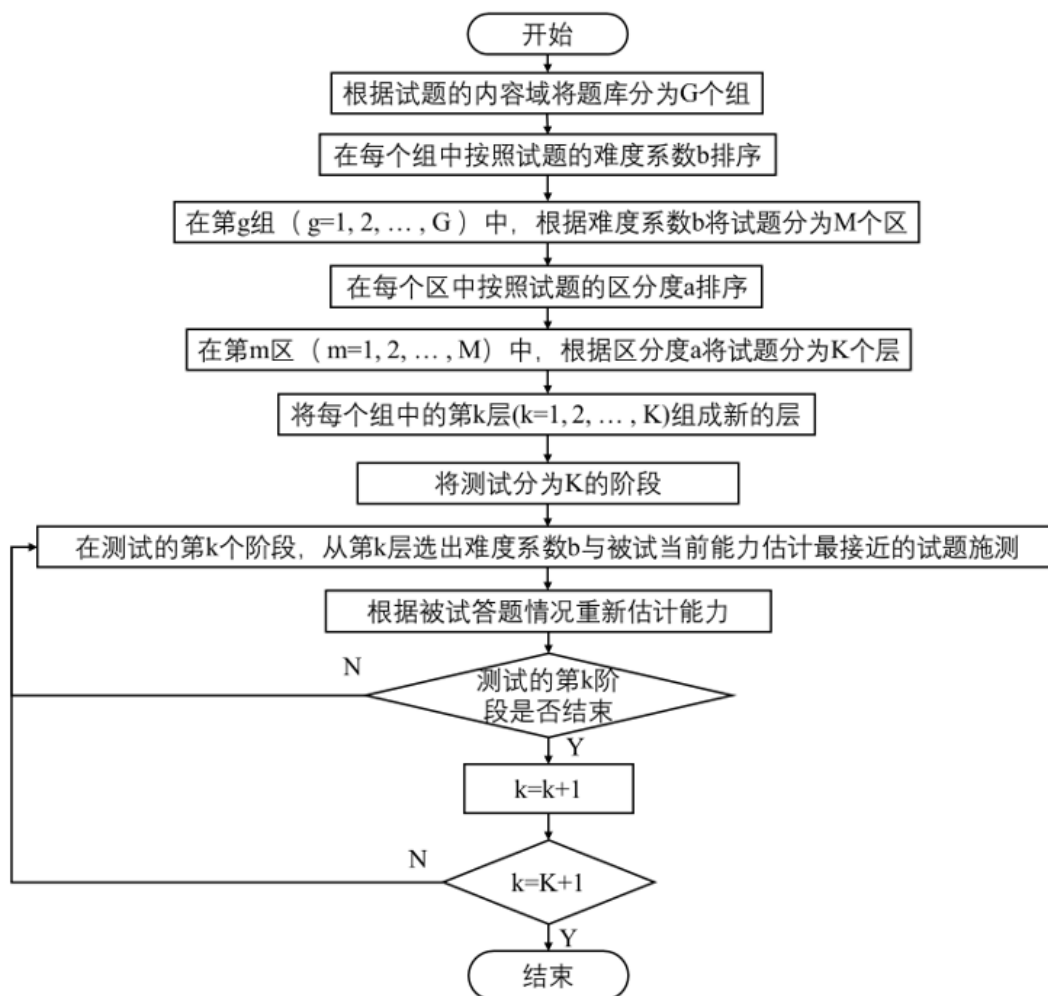 开始
根据试题的内容域将题库分为G个组
在每个组中按照试题的难度系数b排序
在第g组（g=1, 2, …, G）中，根据难度系数b将试题分为M个区
在每个区中按照试题的区分度a排序
在第m区（m=1, 2, …, M）中，根据区分度a将试题分为K个层
将每个组中的第k层(k=1, 2, …, K)组成新的层
将测试分为K的阶段
在测试的第k个阶段，从第k层选出难度系数b与被试当前能力估计最接近的试题施测
根据被试答题情况重新估计能力
N
测试的第k阶
段是否结束
Y
k=k+1
N
k=K+1
Y
结束